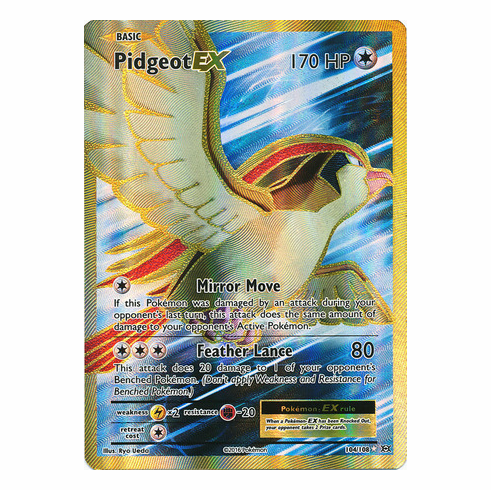 BASIC
PidgeotEX 170 HP
Mirror Move
If this Pokémon was damaged by an attack during your
opponent's last turn, this attack does the same amount of
damage to your opponent's Active Pokémon.
Feather Lance 80
This attack does 20 damage to 1 of your opponent's
Benched Pokémon. (Don't apply Weakness and Resistance for
Benched Pokémon.)
weakness ×2 resistance -20
Pokémon-EX rule
When a Pokémon-EX has been Knocked Out,
your opponent takes 2 Prize cards.
retreat
cost
Illus. Ryo Ueda ©2016 Pokémon 104/108